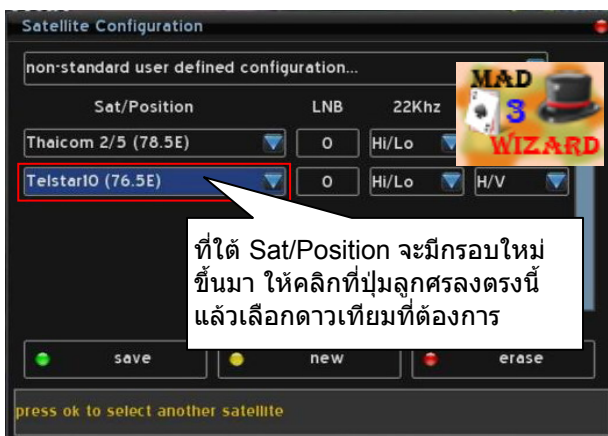 Satellite Configuration
non-standard user defined configuration...
MAD
3
WIZARD
Sat/Position LNB 22Khz
Thaicom 2/5 (78.5E) 0 Hi/Lo
Telstar10 (76.5E) 0 Hi/Lo H/V
ที่ใต้ Sat/Position จะมีกรอบใหม่
ขึ้นมา ให้คลิกที่ปุ่มลูกศรลงตรงนี้
แล้วเลือกดาวเทียมที่ต้องการ
save new erase
press ok to select another satellite